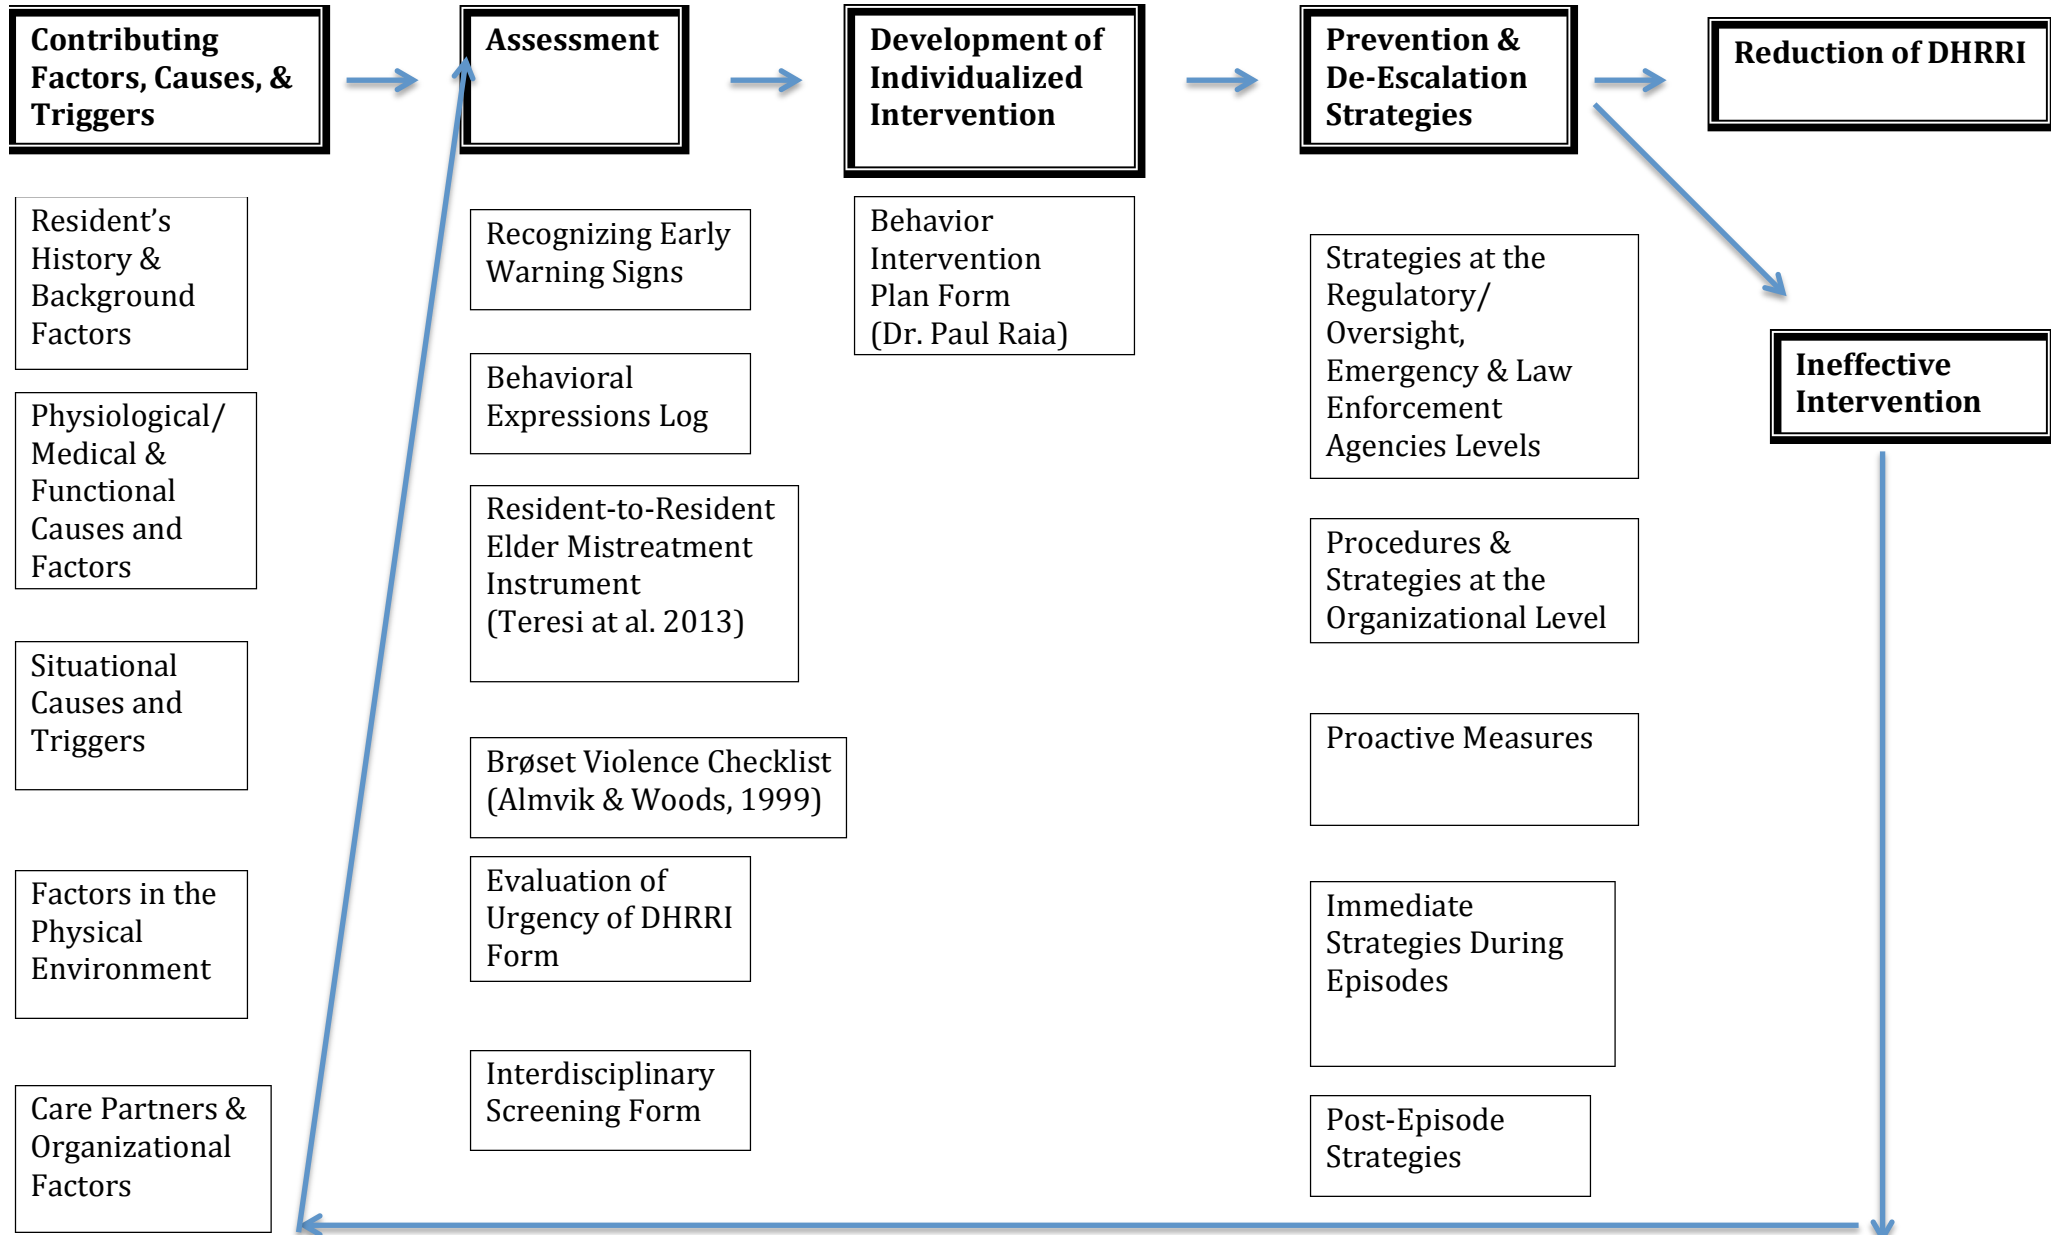 Contributing
Factors, Causes, &
Triggers
Assessment
Development of
Individualized
Intervention
Prevention &
De-Escalation
Strategies
Reduction of DHRRI
Resident’s
History &
Background
Factors
Physiological/
Medical &
Functional
Causes and
Factors
Situational
Causes and
Triggers
Factors in the
Physical
Environment
Care Partners &
Organizational
Factors
Recognizing Early
Warning Signs
Behavioral
Expressions Log
Resident-to-Resident
Elder Mistreatment
Instrument
(Teresi at al. 2013)
Brøset Violence Checklist
(Almvik & Woods, 1999)
Evaluation of
Urgency of DHRRI
Form
Interdisciplinary
Screening Form
Behavior
Intervention
Plan Form
(Dr. Paul Raia)
Strategies at the
Regulatory/
Oversight,
Emergency & Law
Enforcement
Agencies Levels
Procedures &
Strategies at the
Organizational Level
Proactive Measures
Immediate
Strategies During
Episodes
Post-Episode
Strategies
Ineffective
Intervention